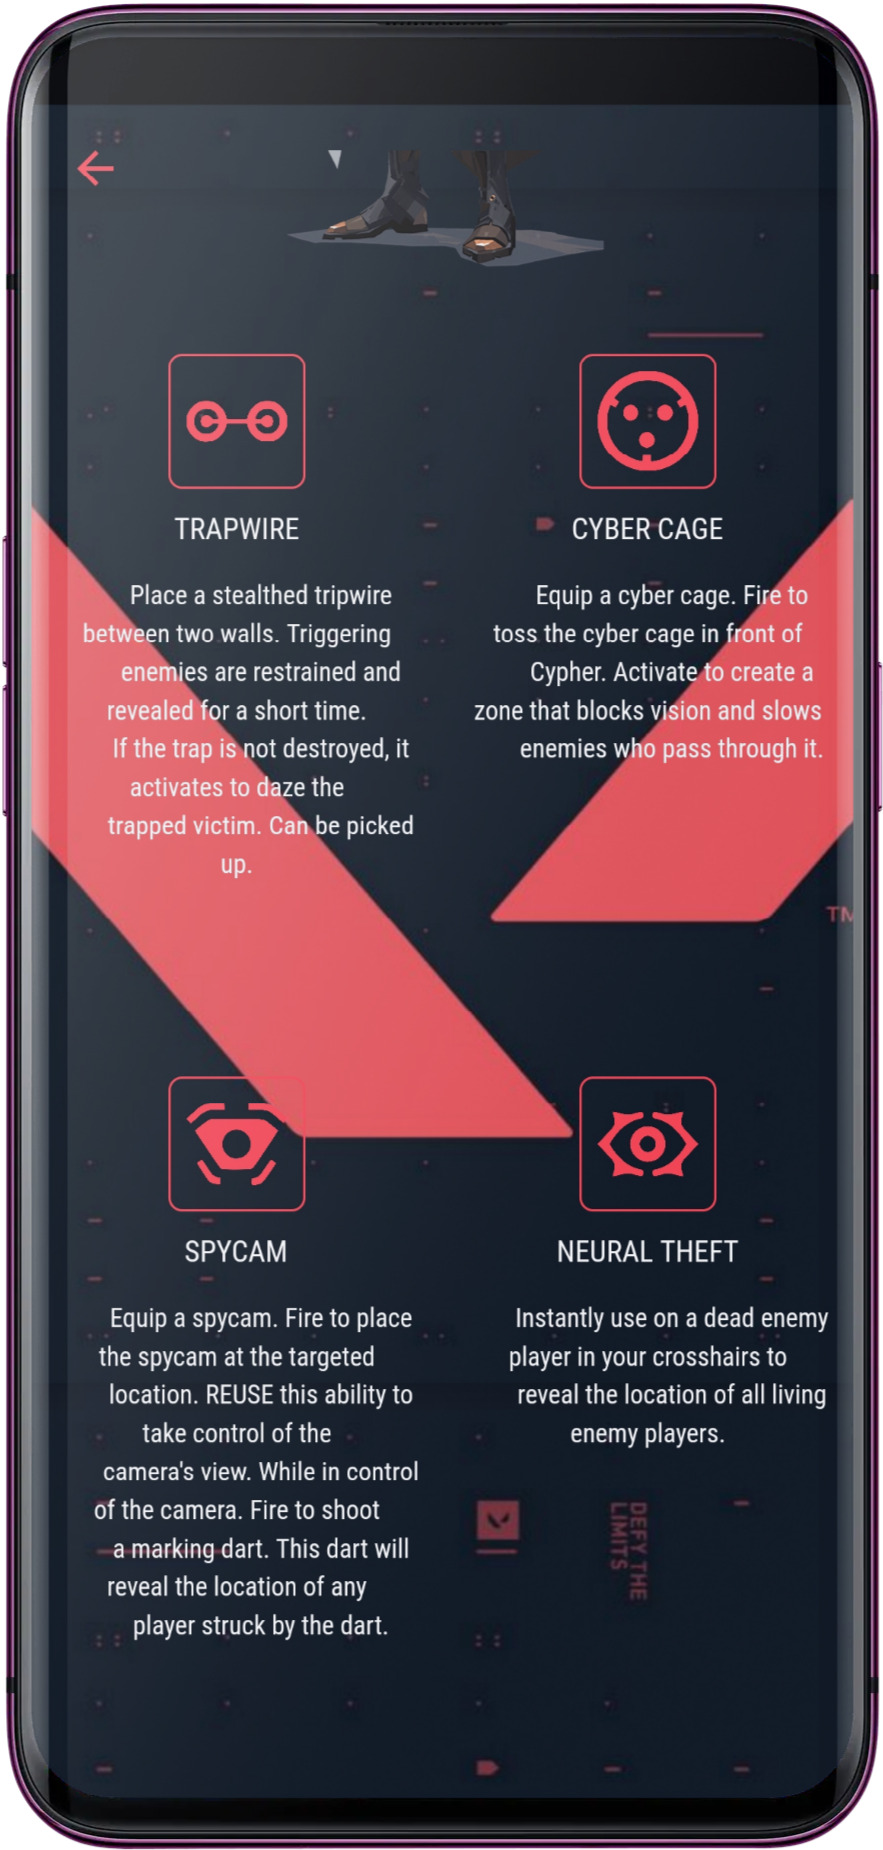 TRAPWIRE
Place a stealthed tripwire
between two walls. Triggering
enemies are restrained and
revealed for a short time.
If the trap is not destroyed, it
activates to daze the
trapped victim. Can be picked
up.
CYBER CAGE
Equip a cyber cage. Fire to
toss the cyber cage in front of
Cypher. Activate to create a
zone that blocks vision and slows
enemies who pass through it.
TM
SPYCAM
Equip a spycam. Fire to place
the spycam at the targeted
location. REUSE this ability to
take control of the
camera's view. While in control
of the camera. Fire to shoot
a marking dart. This dart will
reveal the location of any
player struck by the dart.
NEURAL THEFT
Instantly use on a dead enemy
player in your crosshairs to
reveal the location of all living
enemy players.
DEFY THE
LIMITS